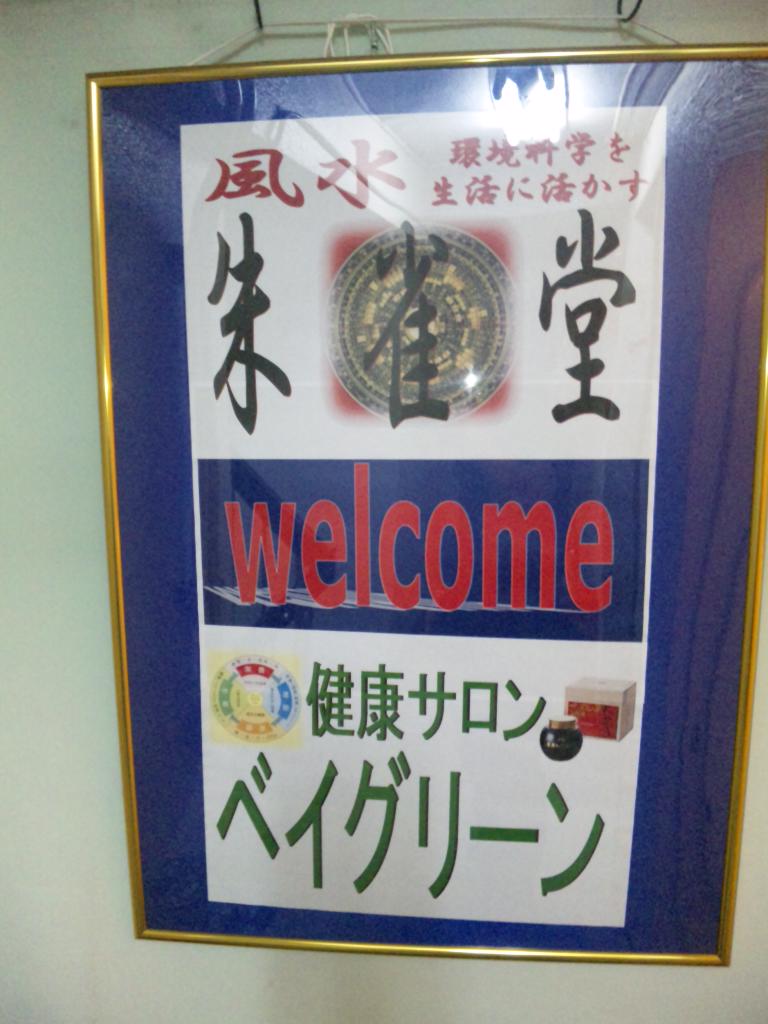 風水
環境科学を
生活に活かす
朱雀堂
welcome
健康サロン
ベイグリーン